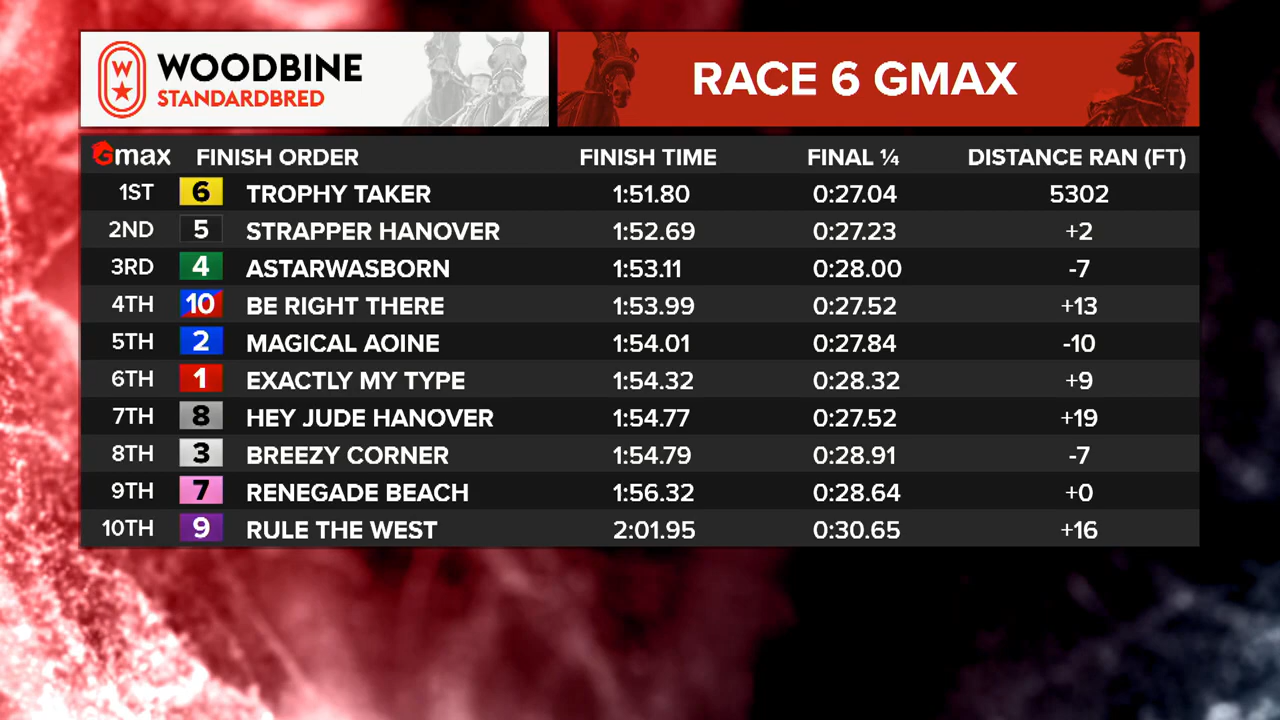 W
WOODBINE
STANDARDBRED
RACE 6 GMAX
Gmax FINISH ORDER FINISH TIME FINAL ¼ DISTANCE RAN (FT)
1ST 6 TROPHY TAKER 1:51.80 0:27.04 5302
2ND 5 STRAPPER HANOVER 1:52.69 0:27.23 +2
3RD 4 ASTARWASBORN 1:53.11 0:28.00 -7
4TH 10 BE RIGHT THERE 1:53.99 0:27.52 +13
5TH 2 MAGICAL AOINE 1:54.01 0:27.84 -10
6TH 1 EXACTLY MY TYPE 1:54.32 0:28.32 +9
7TH 8 HEY JUDE HANOVER 1:54.77 0:27.52 +19
8TH 3 BREEZY CORNER 1:54.79 0:28.91 -7
9TH 7 RENEGADE BEACH 1:56.32 0:28.64 +0
10TH 9 RULE THE WEST 2:01.95 0:30.65 +16